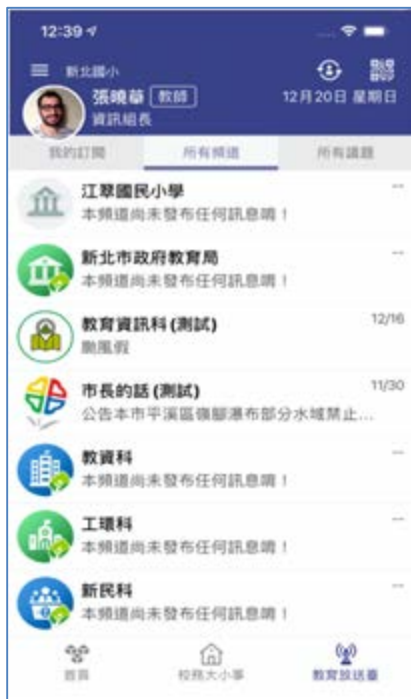 12:39
新北國小
張曉華 教師
資訊組長
12月20日 星期日
我的訂閱 所有頻道 所有議題
江翠國民小學 --
本頻道尚未發布任何訊息唷！
新北市政府教育局 --
本頻道尚未發布任何訊息唷！
教育資訊科(測試) 12/16
颱風假
市長的話(測試) 11/30
公告本市平溪區嶺腳瀑布部分水域禁止...
教資科 --
本頻道尚未發布任何訊息唷！
工環科 --
本頻道尚未發布任何訊息唷！
新民科 --
本頻道尚未發布任何訊息唷！
首頁 校務大小事 教育放送臺